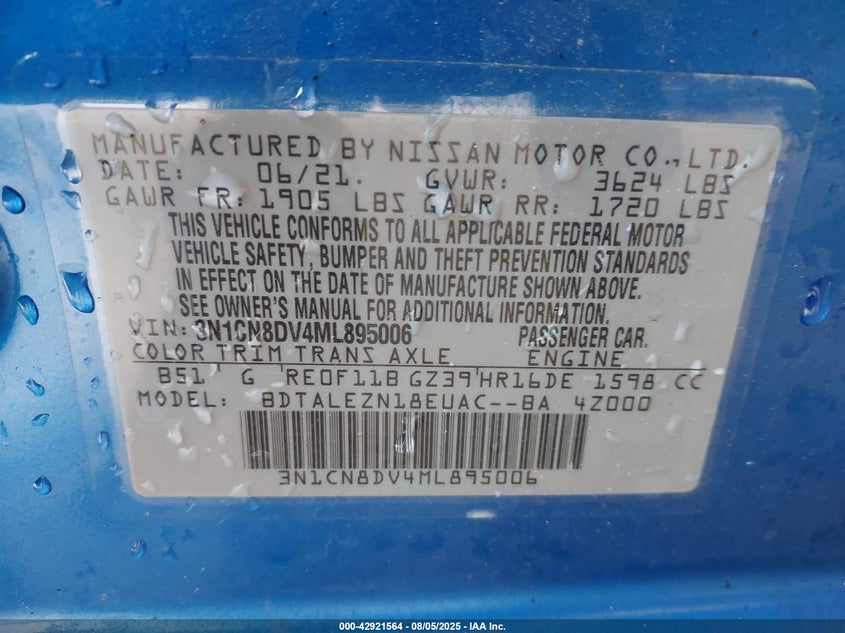 MANUFACTURED BY NISSAN MOTOR CO., LTD.
DATE: 06/21. GVWR: 3624 LBS
GAWR FR: 1905 LBS GAWR RR: 1720 LBS
THIS VEHICLE CONFORMS TO ALL APPLICABLE FEDERAL MOTOR
VEHICLE SAFETY, BUMPER AND THEFT PREVENTION STANDARDS
IN EFFECT ON THE DATE OF MANUFACTURE SHOWN ABOVE.
SEE OWNER'S MANUAL FOR ADDITIONAL INFORMATION.
VIN: 3N1CN8DV4ML895006 PASSENGER CAR.
COLOR TRIM TRANS AXLE ENGINE
B51 G RE0F11B GZ39 HR16DE 1598 CC
MODEL: BDTALEZN18EUAC--BA 4Z000
3N1CN8DV4ML895006
000-42921564 - 08/05/2025 - IAA Inc.